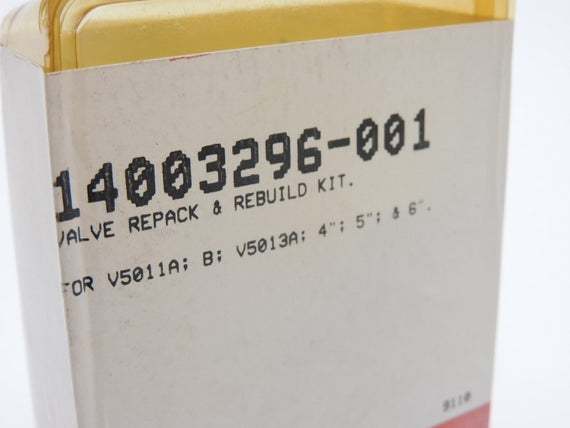 14003296-001
VALVE REPACK & REBUILD KIT.
FOR V5011A; B; V5013A; 4"; 5"; & 6".
9110